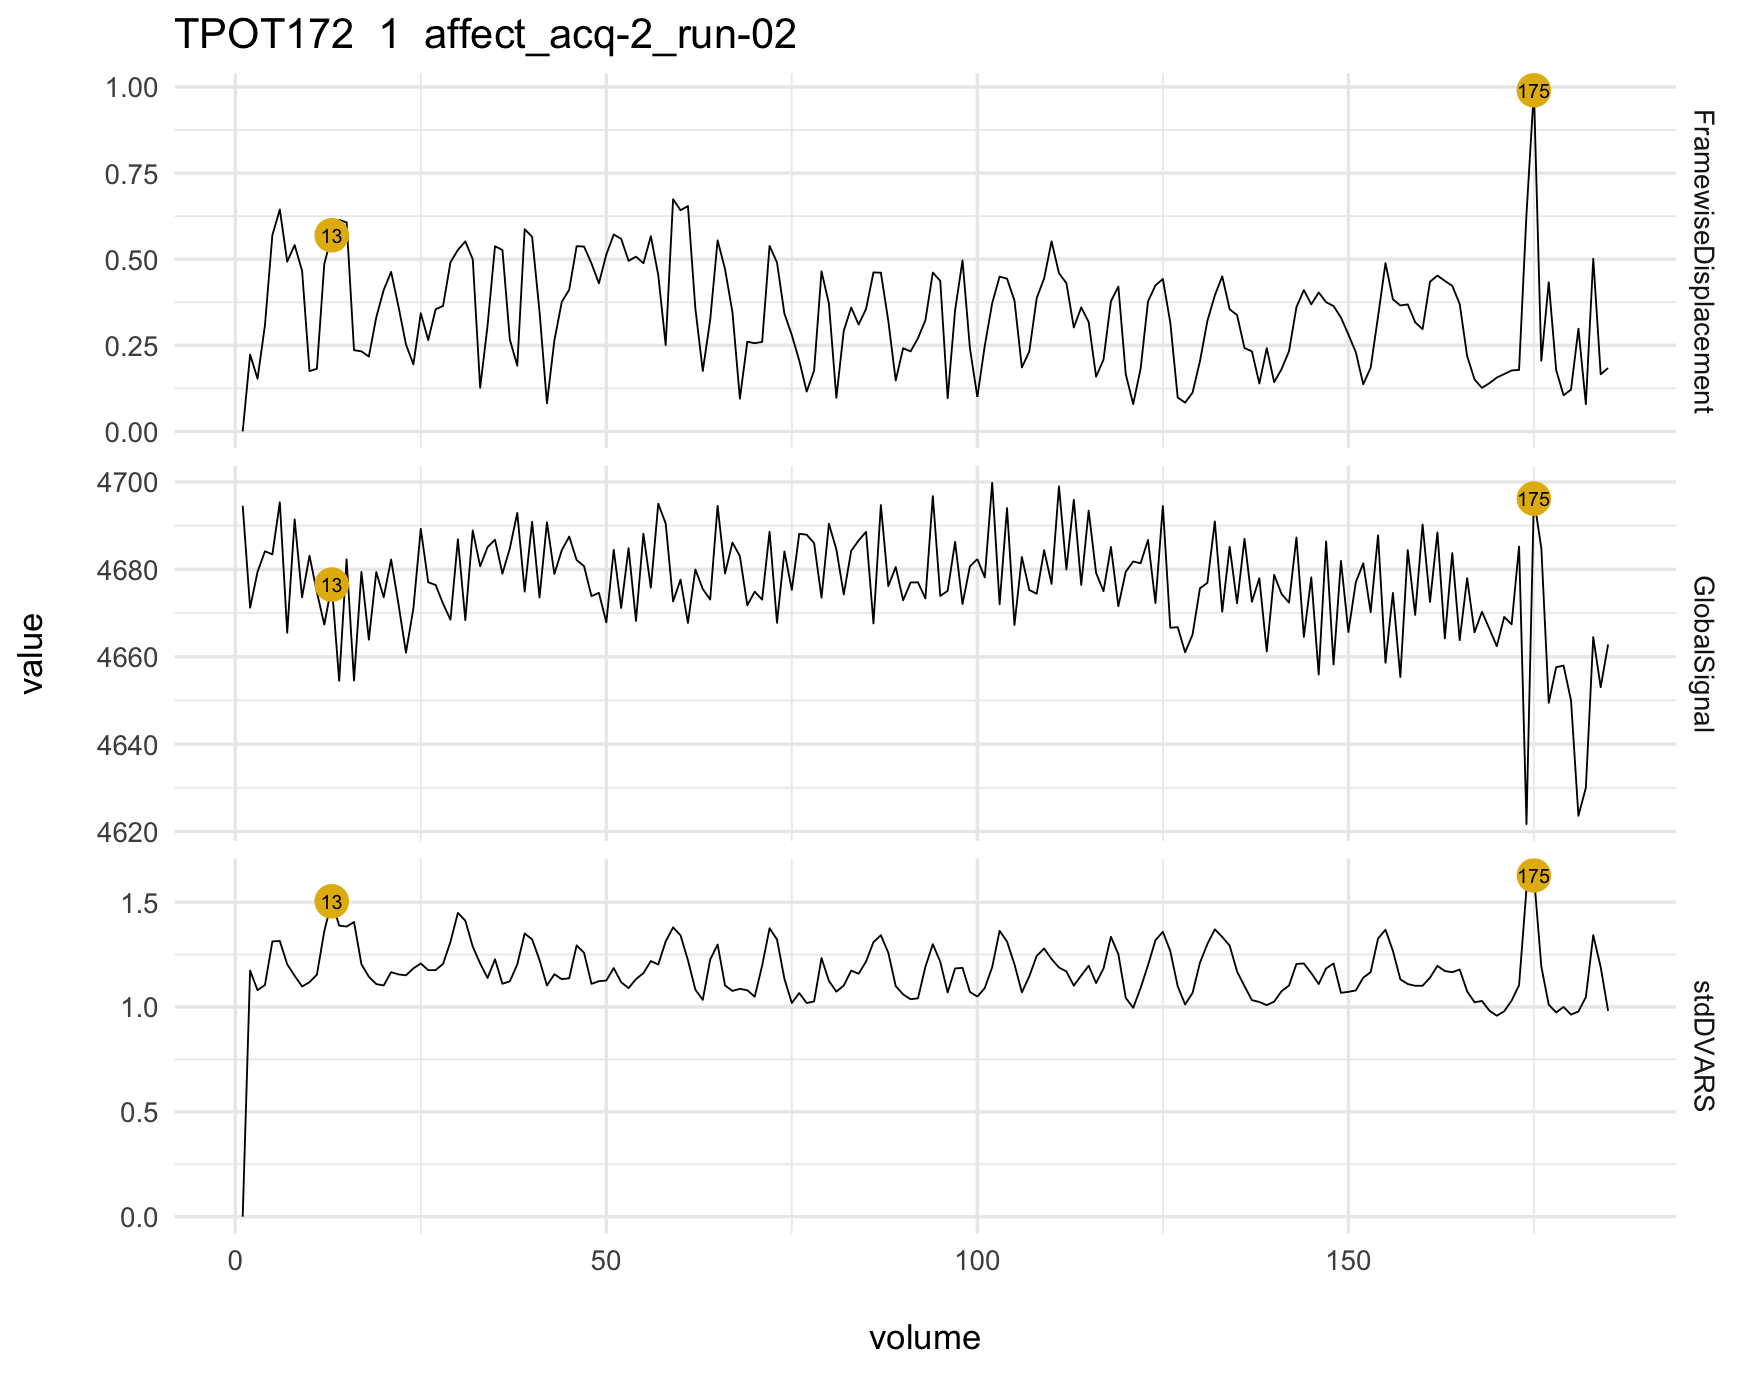 TPOT172  1  affect_acq-2_run-02
1.00
0.75
0.50
0.25
0.00
175
13
FramewiseDisplacement
4700
4680
4660
4640
4620
175
13
GlobalSignal
value
1.5
1.0
0.5
0.0
13
175
stdDVARS
0 50 100 150
volume